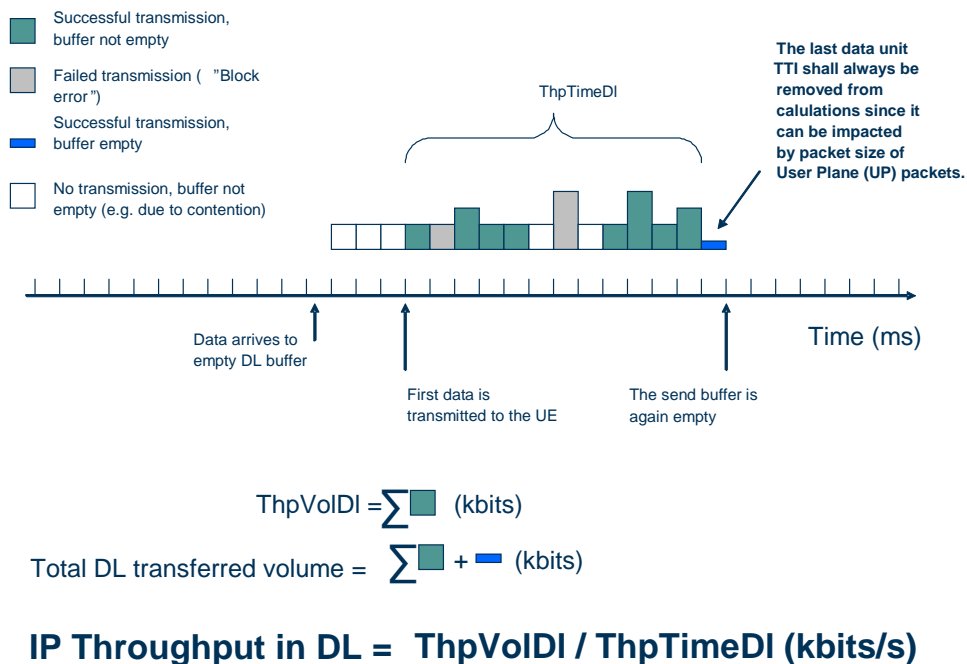 Successful transmission,
buffer not empty
Failed transmission ( "Block
error")
Successful transmission,
buffer empty
No transmission, buffer not
empty (e.g. due to contention)
ThpTimeDl
The last data unit
TTI shall always be
removed from
calulations since it
can be impacted
by packet size of
User Plane (UP) packets.
Time (ms)
Data arrives to
empty DL buffer
First data is
transmitted to the UE
The send buffer is
again empty
ThpVolDl = ∑ (kbits)
Total DL transferred volume = ∑ + (kbits)
IP Throughput in DL = ThpVolDl / ThpTimeDl (kbits/s)